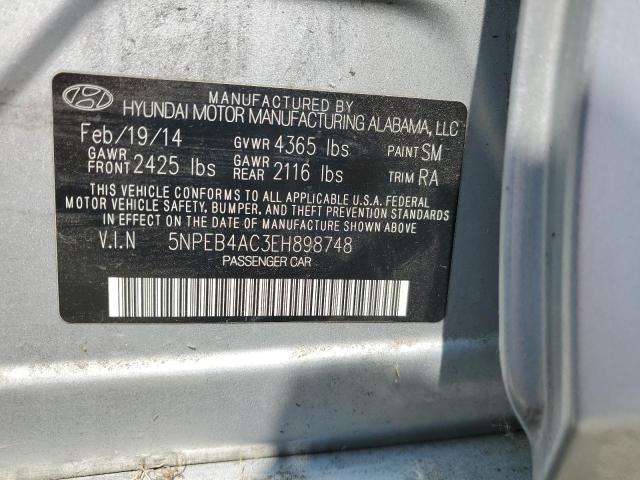 MANUFACTURED BY
HYUNDAI MOTOR MANUFACTURING ALABAMA, LLC
Feb/19/14 GVWR 4365 lbs PAINT SM
GAWR FRONT 2425 lbs GAWR REAR 2116 lbs TRIM RA
THIS VEHICLE CONFORMS TO ALL APPLICABLE U.S.A. FEDERAL
MOTOR VEHICLE SAFETY, BUMPER, AND THEFT PREVENTION STANDARDS
IN EFFECT ON THE DATE OF MANUFACTURE SHOWN ABOVE.
V.I.N 5NPEB4AC3EH898748
PASSENGER CAR